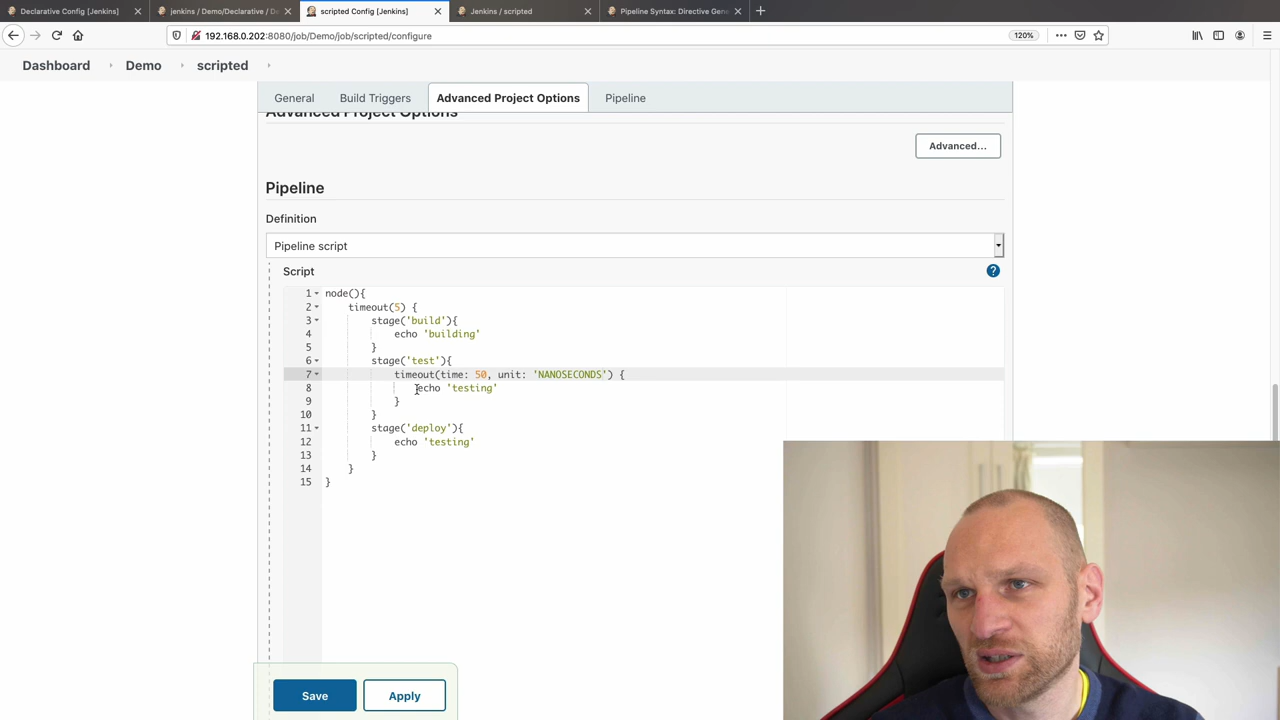 Declarative Config [Jenkins]
jenkins / Demo/Declarative / D
scripted Config [Jenkins]
Jenkins / scripted
Pipeline Syntax: Directive Gene
192.168.0.202:8080/job/Demo/job/scripted/configure
120%
Dashboard
Demo
scripted
General
Build Triggers
Advanced Project Options
Pipeline
Advanced Project Options
Advanced...
Pipeline
Definition
Pipeline script
Script
?
1 node(){
2 timeout(5) {
3 stage('build'){
4 echo 'building'
5 }
6 stage('test'){
7 timeout(time: 50, unit: 'NANOSECONDS') {
8 echo 'testing'
9 }
10 }
11 stage('deploy'){
12 echo 'testing'
13 }
14 }
15 }
Save
Apply